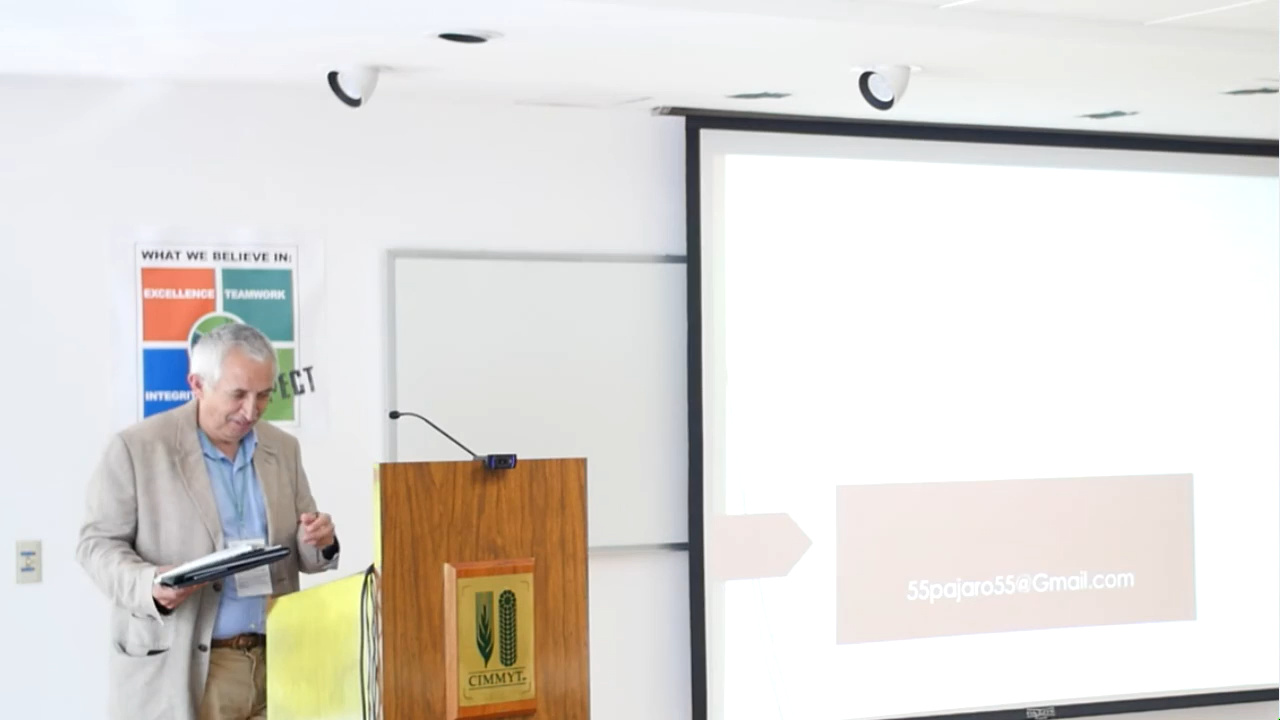 WHAT WE BELIEVE IN:
EXCELLENCE
TEAMWORK
CIMMYT
55pajaro55@Gmail.com